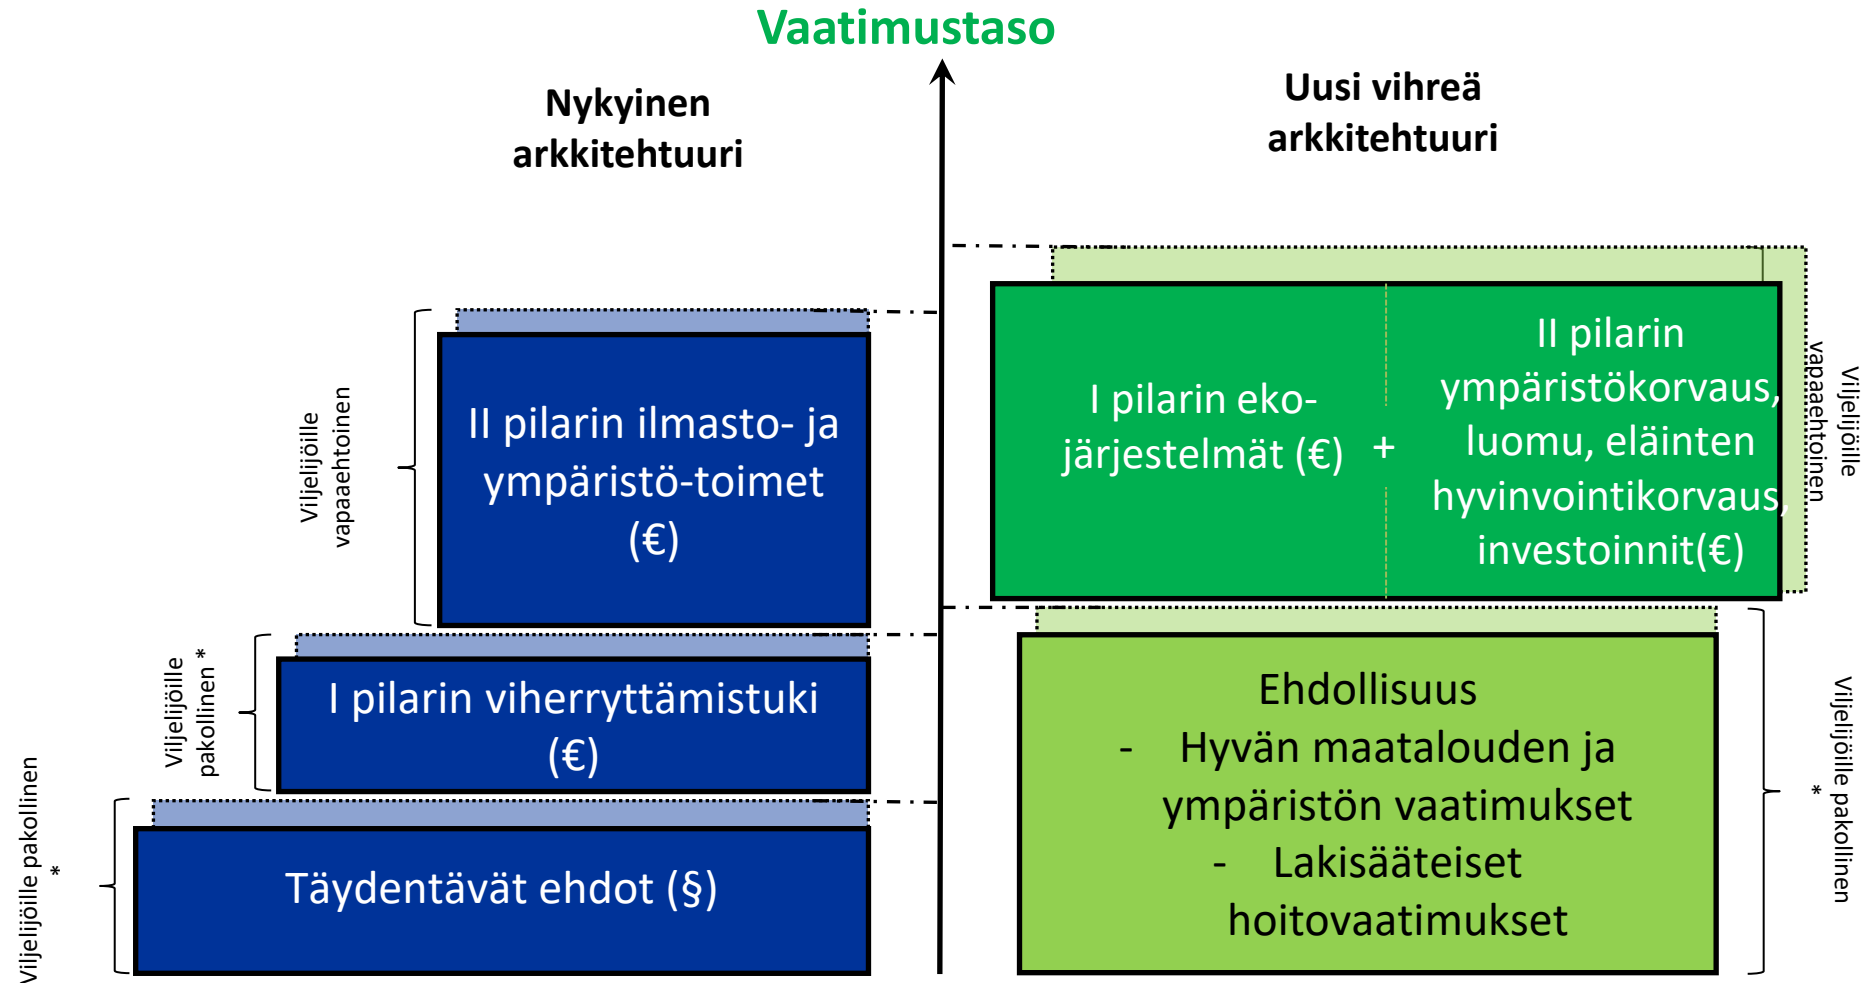 Vaatimustaso
Nykyinen
arkkitehtuuri
Uusi vihreä
arkkitehtuuri
Viljelijöille
vapaaehtoinen
II pilarin ilmasto- ja
ympäristö-toimet
(€)
Viljelijöille
pakollinen *
I pilarin viherryttämistuki
(€)
Viljelijöille pakollinen
*
Täydentävät ehdot (§)
I pilarin eko-
järjestelmät (€)
+
II pilarin
ympäristökorvaus,
luomu, eläinten
hyvinvointikorvaus,
investoinnit(€)
Viljelijöille
vapaaehtoinen
Ehdollisuus
- Hyvän maatalouden ja
ympäristön vaatimukset
- Lakisääteiset
hoitovaatimukset
Viljelijöille pakollinen
*